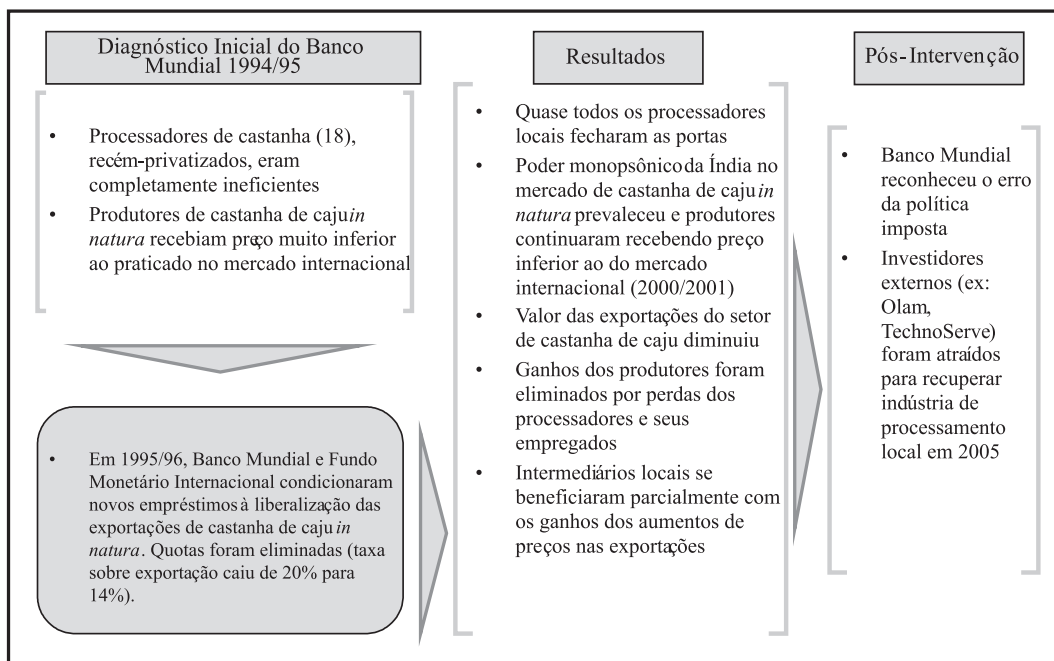 Diagnóstico Inicial do Banco
Mundial 1994/95
• Processadores de castanha (18),
recém-privatizados, eram
completamente ineficientes
• Produtores de castanha de caju in
natura recebiam preço muito inferior
ao praticado no mercado internacional
• Em 1995/96, Banco Mundial e Fundo
Monetário Internacional condicionaram
novos empréstimos à liberalização das
exportações de castanha de caju in
natura. Quotas foram eliminadas (taxa
sobre exportação caiu de 20% para
14%).
Resultados
• Quase todos os processadores
locais fecharam as portas
• Poder monopsônico da Índia no
mercado de castanha de caju in
natura prevaleceu e produtores
continuaram recebendo preço
inferior ao do mercado
internacional (2000/2001)
• Valor das exportações do setor
de castanha de caju diminuiu
• Ganhos dos produtores foram
eliminados por perdas dos
processadores e seus
empregados
• Intermediários locais se
beneficiaram parcialmente com
os ganhos dos aumentos de
preços nas exportações
Pós-Intervenção
• Banco Mundial
reconheceu o erro
da política
imposta
• Investidores
externos (ex:
Olam,
TechnoServe)
foram atraídos
para recuperar
indústria de
processamento
local em 2005